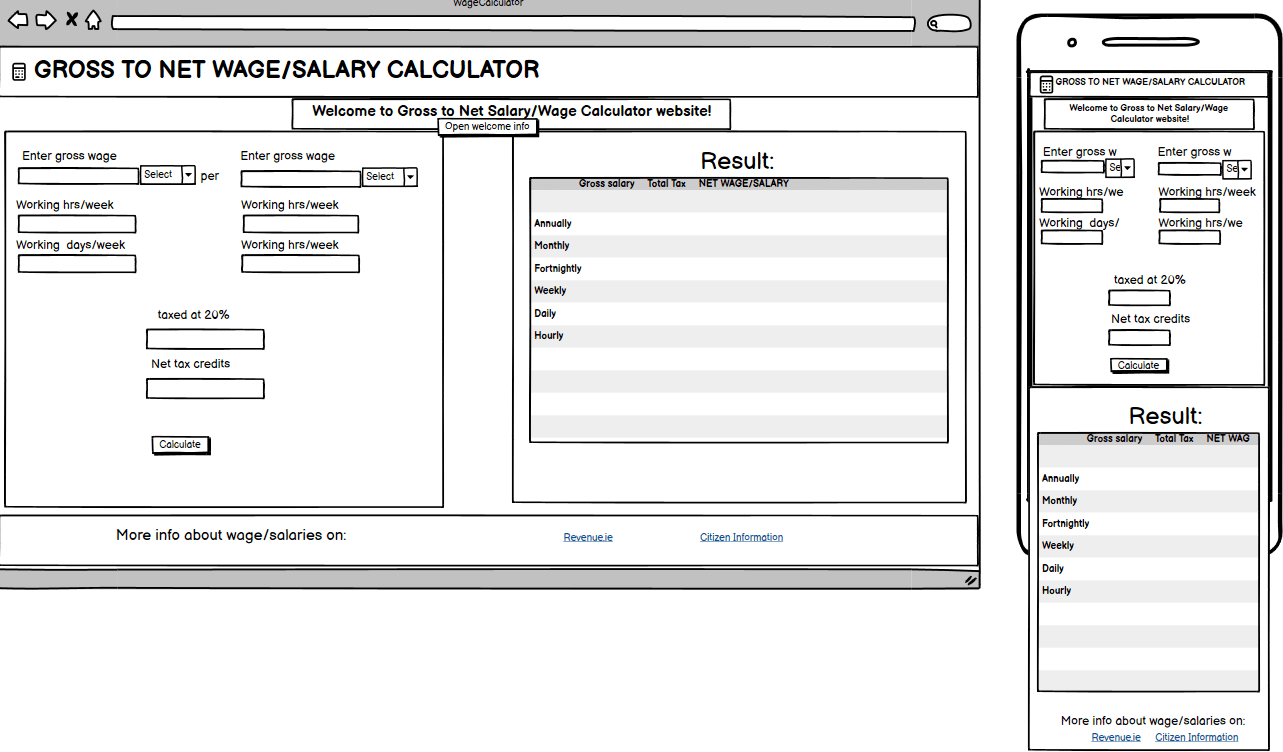 WageCalculator
GROSS TO NET WAGE/SALARY CALCULATOR
Welcome to Gross to Net Salary/Wage Calculator website!
Open welcome info
Enter gross wage
Select
per
Enter gross wage
Select
Working hrs/week
Working hrs/week
Working days/week
Working hrs/week
taxed at 20%
Net tax credits
Calculate
Result:
Gross salary Total Tax NET WAGE/SALARY
Annually
Monthly
Fortnightly
Weekly
Daily
Hourly
More info about wage/salaries on:
Revenue.ie
Citizen Information
GROSS TO NET WAGE/SALARY CALCULATOR
Welcome to Gross to Net Salary/Wage
Calculator website!
Enter gross w
Se
Enter gross w
Se
Working hrs/we
Working hrs/week
Working days/
Working hrs/we
taxed at 20%
Net tax credits
Calculate
Result:
Gross salary Total Tax NET WAG
Annually
Monthly
Fortnightly
Weekly
Daily
Hourly
More info about wage/salaries on:
Revenue.ie Citizen Information